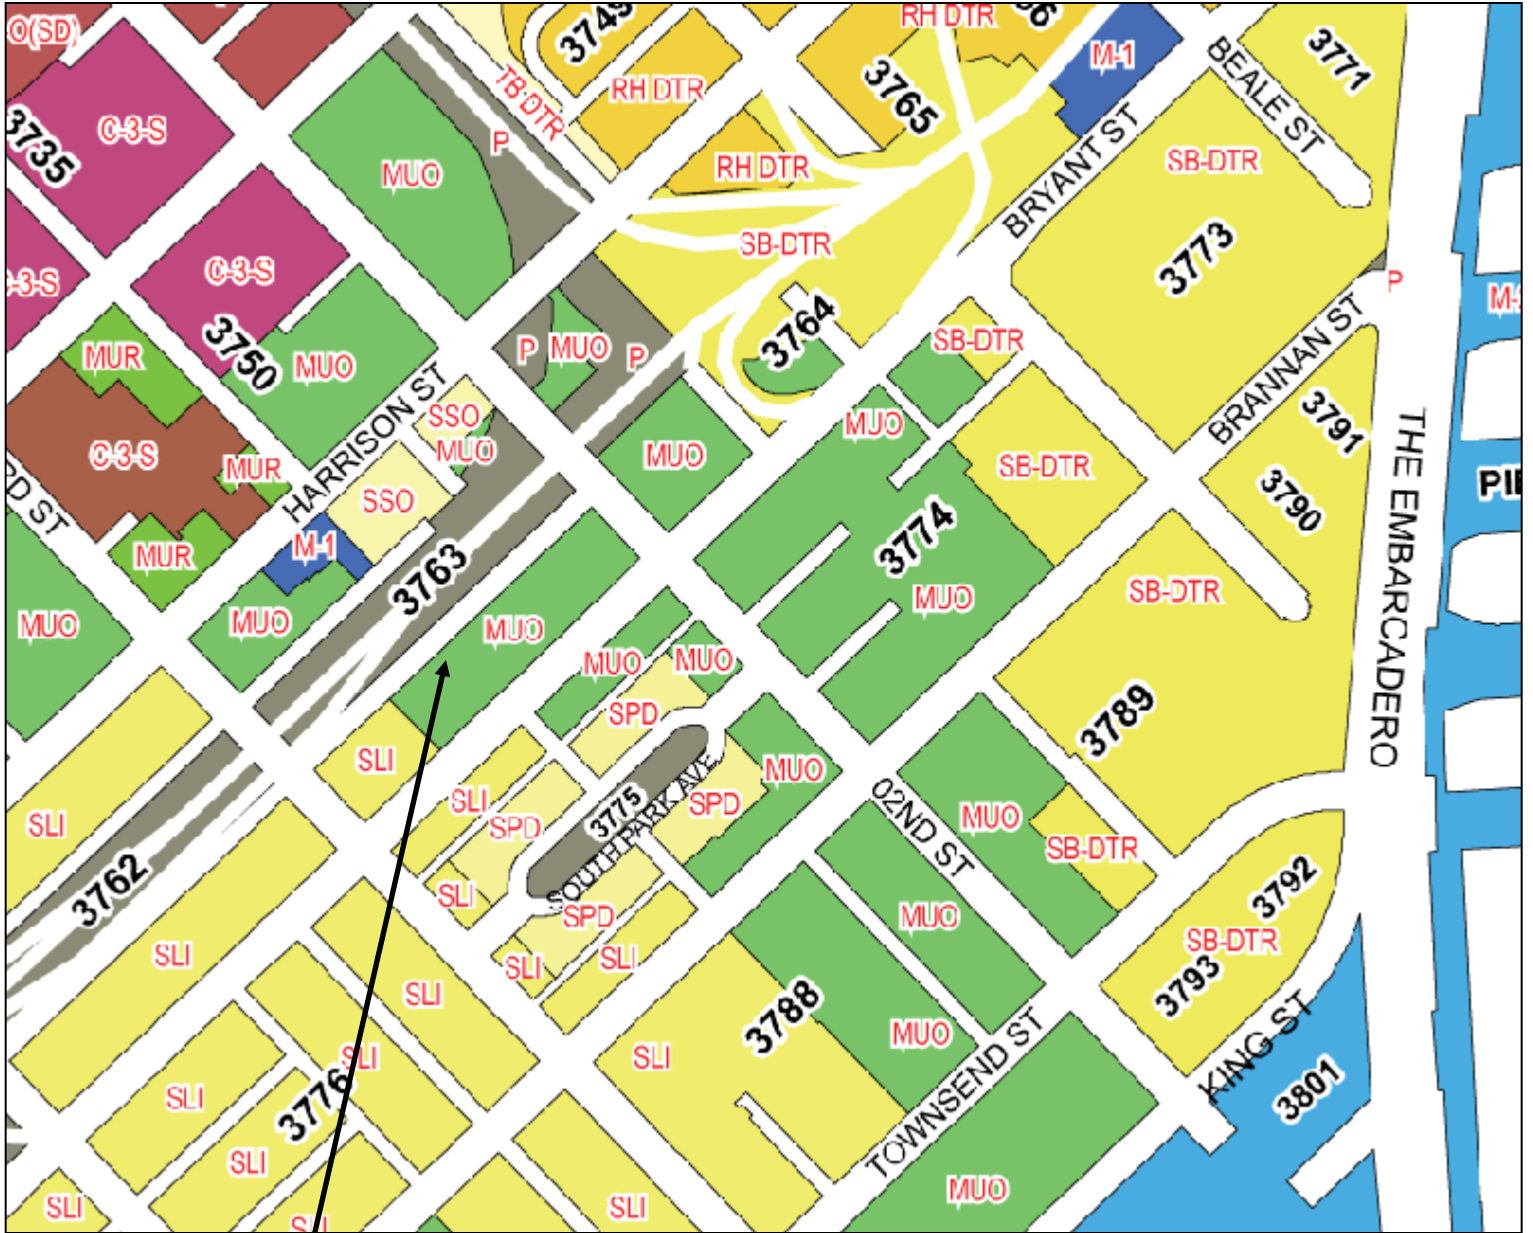 O(SD)
3749
RH DTR
M-1
BEALE ST
3771
C-3-S
3735
TB DTR
P
RH DTR
3765
MUO
RH DTR
BRYANT ST
SB-DTR
SB-DTR
3773
C-3-S
P
3764
MUR
3750
MUO
P
MUO
P
SB-DTR
BRANNAN ST
HARRISON ST
SSO
MUO
MUO
MUO
3791
THE EMBARCADERO
C-3-S
MUR
SSO
SB-DTR
3790
MUR
M-1
3763
3774
MUO
MUO
MUO
MUO
MUO
MUO
SB-DTR
SPD
3789
SLI
MUO
SLI
SLI
SPD
3775
SOUTH PARK AVE
SPD
02ND ST
MUO
SB-DTR
3762
SLI
SPD
MUO
3792
SLI
SLI
SLI
SB-DTR
3793
SLI
3788
MUO
TOWNSEND ST
KING ST
SLI
SLI
3776
SLI
3801
SLI
SLI
SLI
MUO